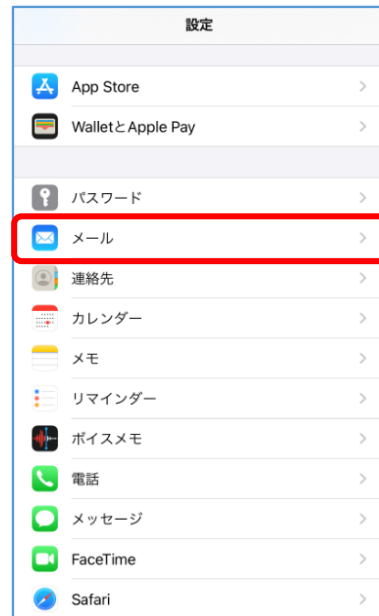 設定
App Store
WalletとApple Pay
パスワード
メール
連絡先
カレンダー
メモ
リマインダー
ボイスメモ
電話
メッセージ
FaceTime
Safari